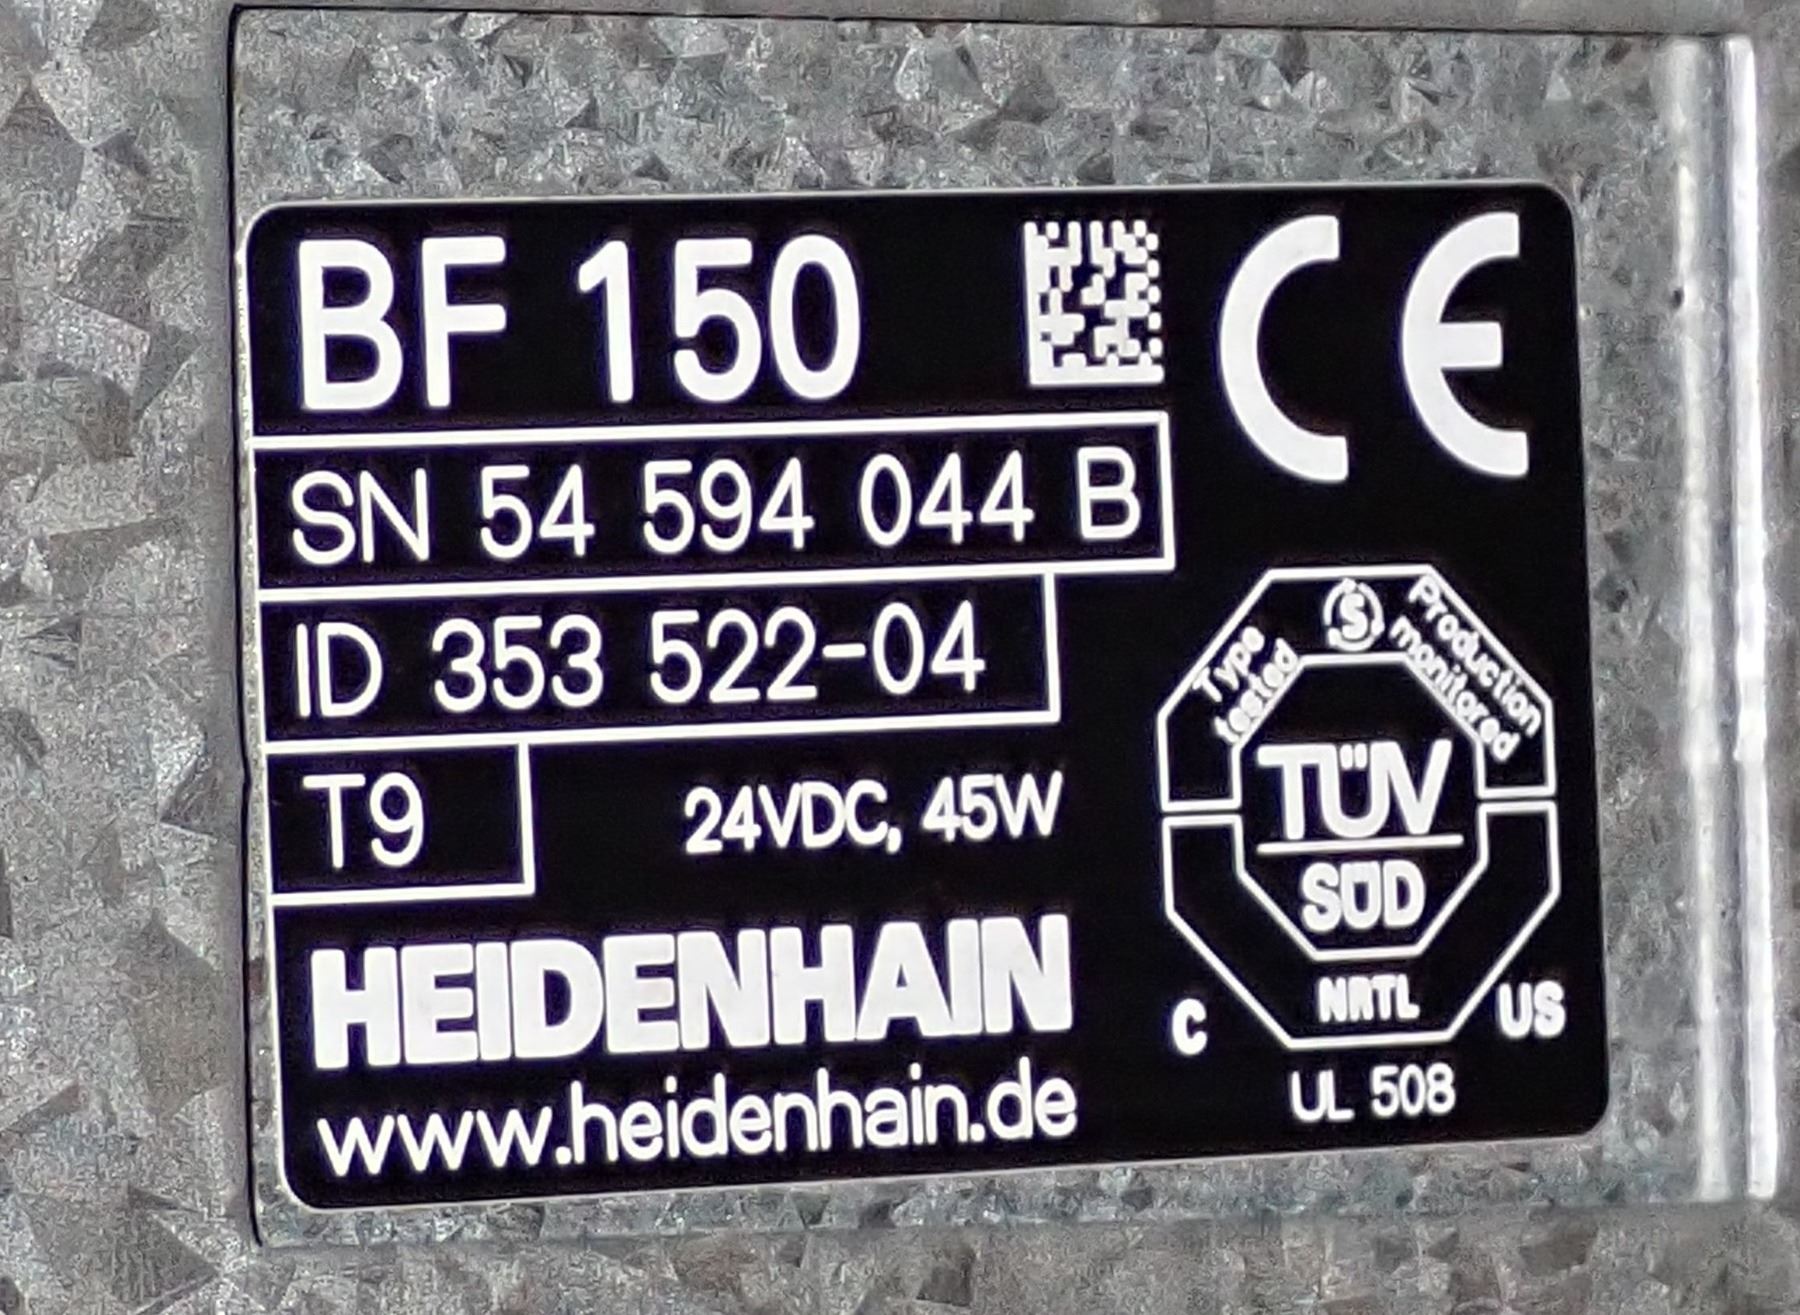 BF 150
CE
SN 54 594 044 B
ID 353 522-04
T9
24VDC, 45W
HEIDENHAIN
www.heidenhain.de
Type
tested
S
Production
monitored
TÜV
SÜD
NRTL
C
US
UL 508